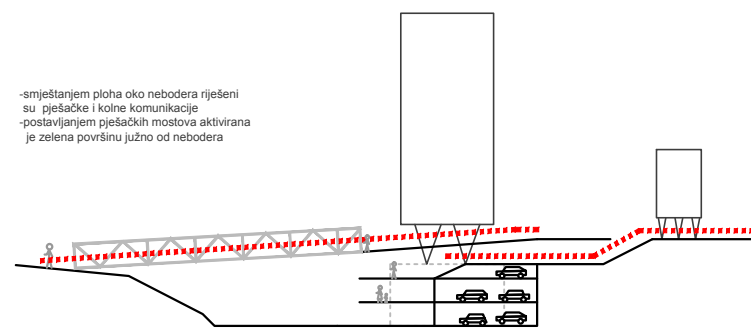 -smještanjem ploha oko nebodera riješeni
su pješačke i kolne komunikacije
-postavljanjem pješačkih mostova aktivirana
je zelena površinu južno od nebodera